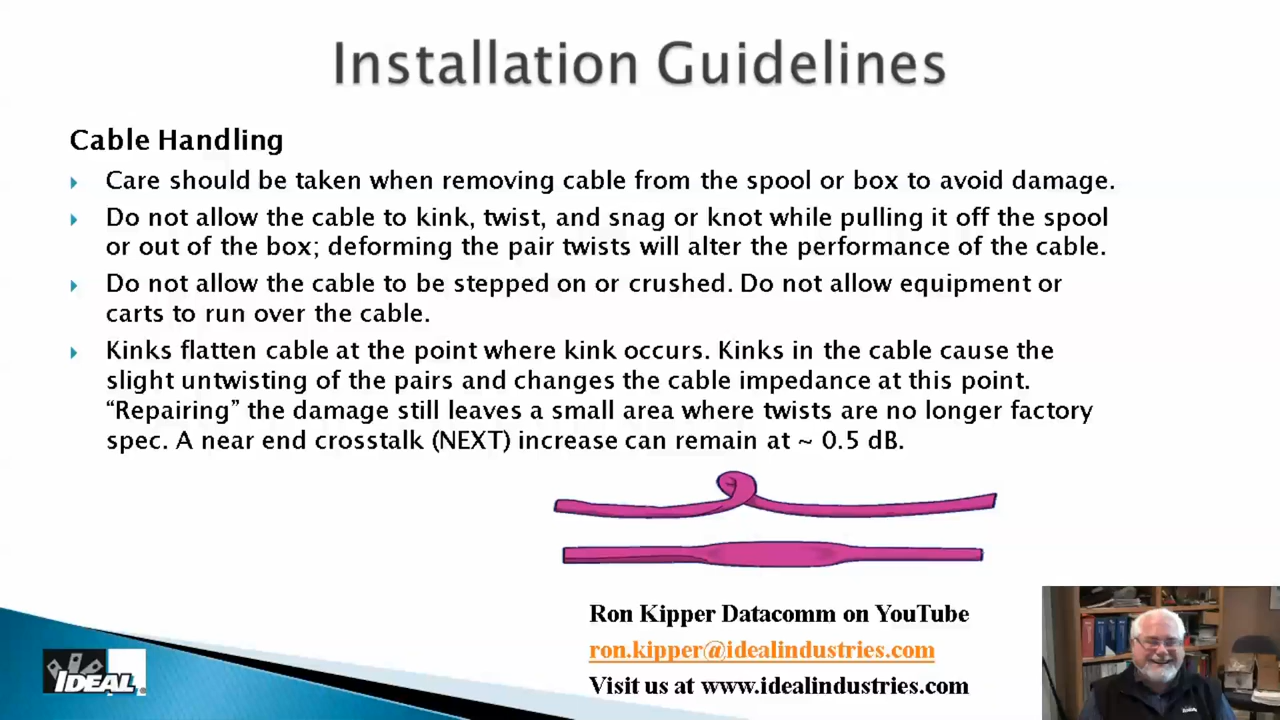 Installation Guidelines
Cable Handling
Care should be taken when removing cable from the spool or box to avoid damage.
Do not allow the cable to kink, twist, and snag or knot while pulling it off the spool
or out of the box; deforming the pair twists will alter the performance of the cable.
Do not allow the cable to be stepped on or crushed. Do not allow equipment or
carts to run over the cable.
Kinks flatten cable at the point where kink occurs. Kinks in the cable cause the
slight untwisting of the pairs and changes the cable impedance at this point.
“Repairing” the damage still leaves a small area where twists are no longer factory
spec. A near end crosstalk (NEXT) increase can remain at ~ 0.5 dB.
Ron Kipper Datacomm on YouTube
ron.kipper@idealindustries.com
Visit us at www.idealindustries.com
IDEAL